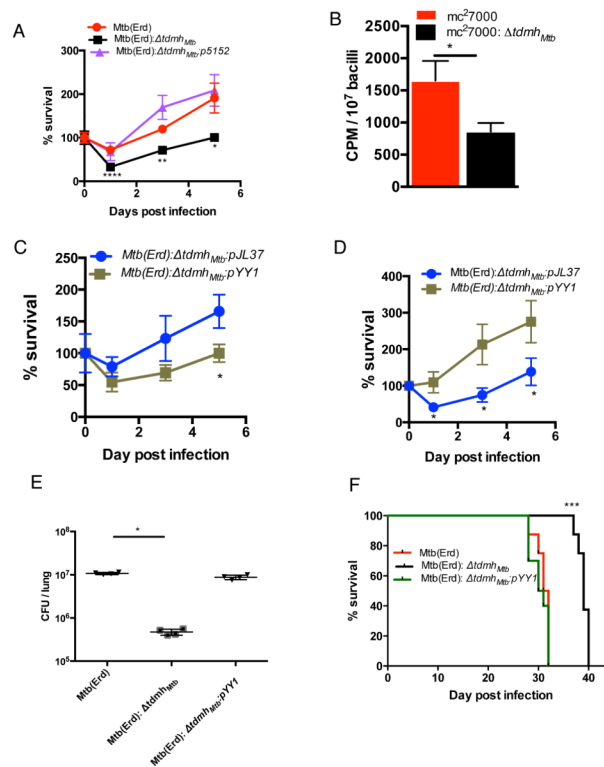 A
Mtb(Erd)
Mtb(Erd):ΔtdmhMtb
Mtb(Erd):ΔtdmhMtb:p5152
% survival
300
200
100
0
0 2 4 6
****
**
*
Days post infection
B
mc²7000
mc²7000: ΔtdmhMtb
CPM / 10⁷ bacilli
2500
2000
1500
1000
500
0
*
C
Mtb(Erd):ΔtdmhMtb:pJL37
Mtb(Erd):ΔtdmhMtb:pYY1
% survival
250
200
150
100
50
0
0 2 4 6
*
Day post infection
D
Mtb(Erd):ΔtdmhMtb:pJL37
Mtb(Erd):ΔtdmhMtb:pYY1
% survival
400
300
200
100
0
0 2 4 6
*
*
*
Day post infection
E
CFU / lung
10⁸
10⁷
10⁶
10⁵
*
Mtb(Erd)
Mtb(Erd): ΔtdmhMtb
Mtb(Erd): ΔtdmhMtb:pYY1
F
***
Mtb(Erd)
Mtb(Erd): ΔtdmhMtb
Mtb(Erd): ΔtdmhMtb:pYY1
% survival
100
80
60
40
20
0
0 10 20 30 40
Day post infection